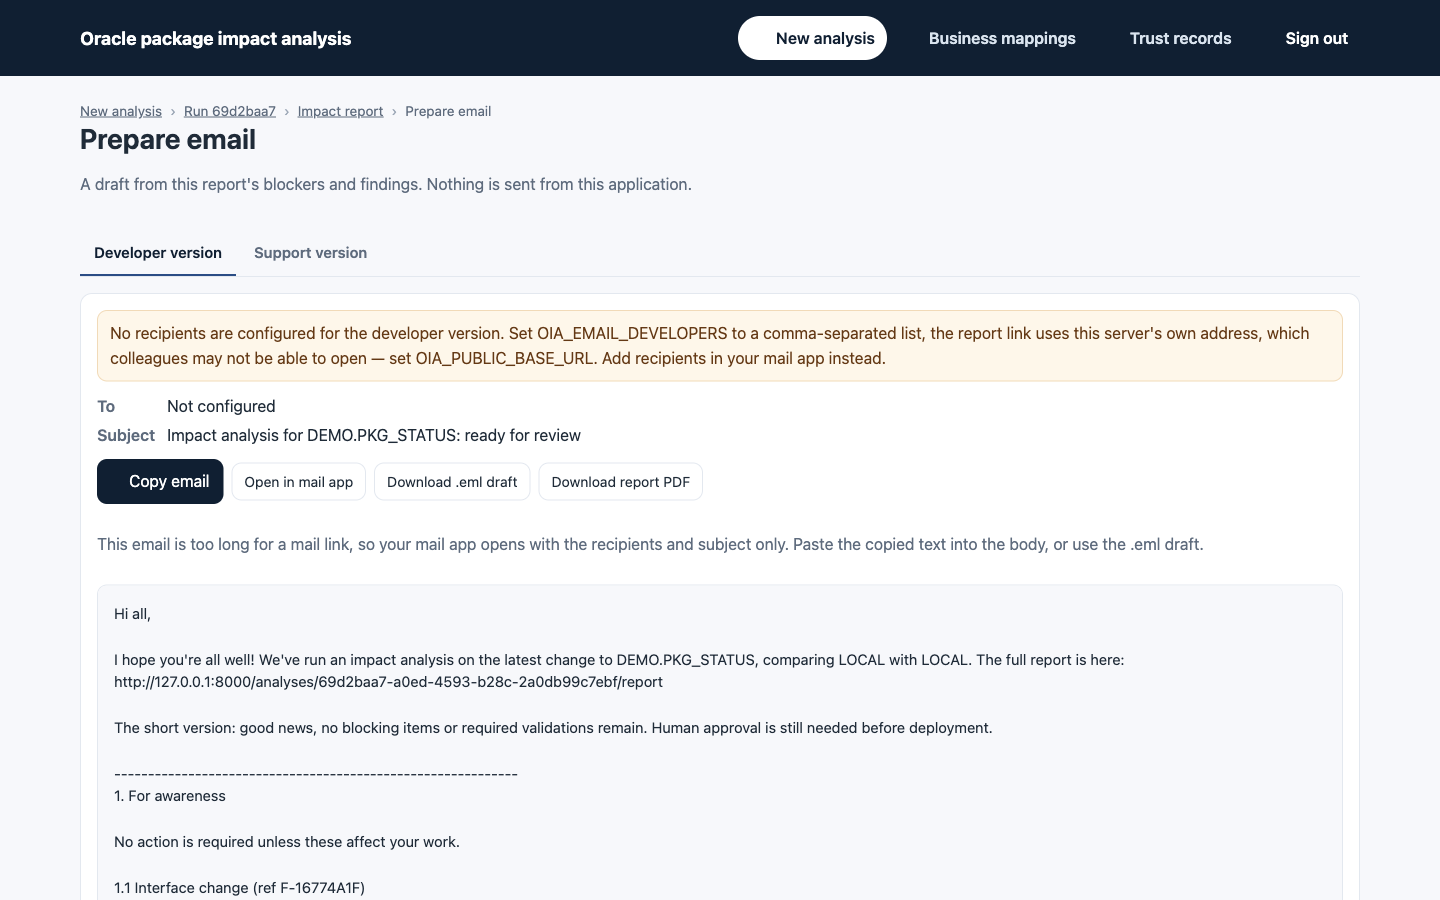 Oracle package impact analysis
New analysis
Business mappings
Trust records
Sign out
New analysis › Run 69d2baa7 › Impact report › Prepare email
Prepare email
A draft from this report's blockers and findings. Nothing is sent from this application.
Developer version
Support version
No recipients are configured for the developer version. Set OIA_EMAIL_DEVELOPERS to a comma-separated list, the report link uses this server's own address, which
colleagues may not be able to open — set OIA_PUBLIC_BASE_URL. Add recipients in your mail app instead.
To Not configured
Subject Impact analysis for DEMO.PKG_STATUS: ready for review
Copy email
Open in mail app
Download .eml draft
Download report PDF
This email is too long for a mail link, so your mail app opens with the recipients and subject only. Paste the copied text into the body, or use the .eml draft.
Hi all,
I hope you're all well! We've run an impact analysis on the latest change to DEMO.PKG_STATUS, comparing LOCAL with LOCAL. The full report is here:
http://127.0.0.1:8000/analyses/69d2baa7-a0ed-4593-b28c-2a0db99c7ebf/report
The short version: good news, no blocking items or required validations remain. Human approval is still needed before deployment.
------------------------------------------------------------
1. For awareness
No action is required unless these affect your work.
1.1 Interface change (ref F-16774A1F)